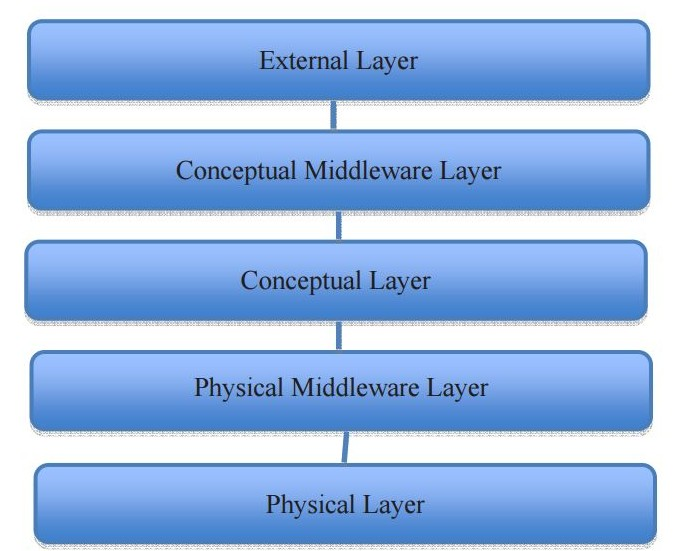 External Layer
Conceptual Middleware Layer
Conceptual Layer
Physical Middleware Layer
Physical Layer